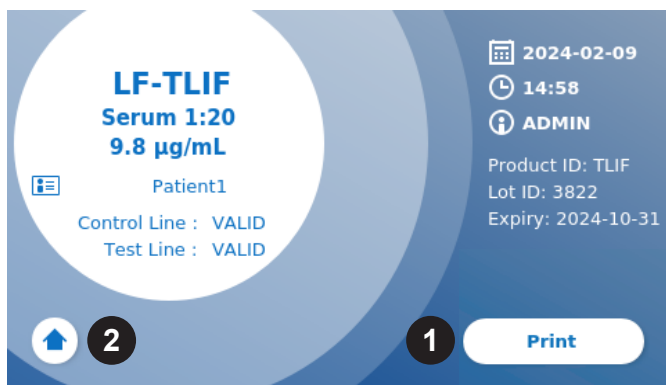 LF-TLIF
Serum 1:20
9.8 µg/mL
Patient1
Control Line : VALID
Test Line : VALID
2024-02-09
14:58
ADMIN
Product ID: TLIF
Lot ID: 3822
Expiry: 2024-10-31
2
1
Print